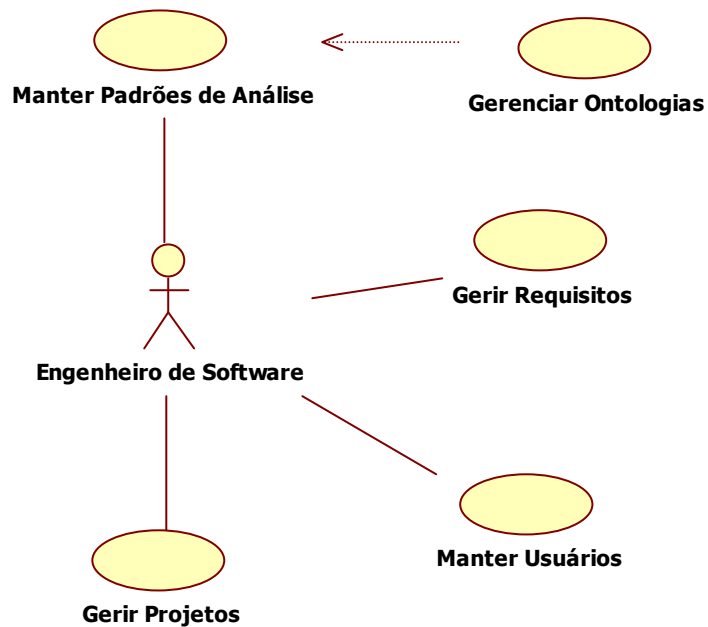 Manter Padrões de Análise
Gerenciar Ontologias
Gerir Requisitos
Engenheiro de Software
Manter Usuários
Gerir Projetos